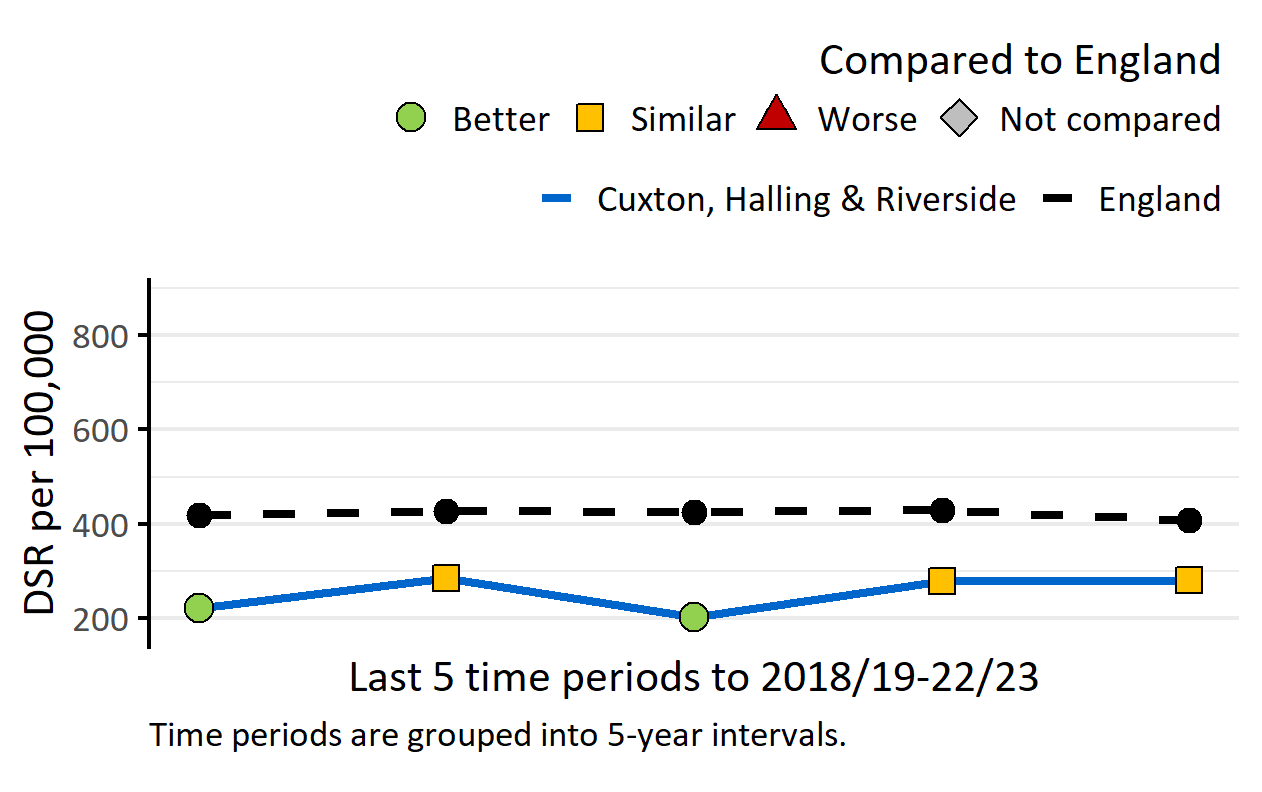 Compared to England
Better Similar Worse Not compared
Cuxton, Halling & Riverside England
DSR per 100,000
800
600
400
200
Last 5 time periods to 2018/19-22/23
Time periods are grouped into 5-year intervals.